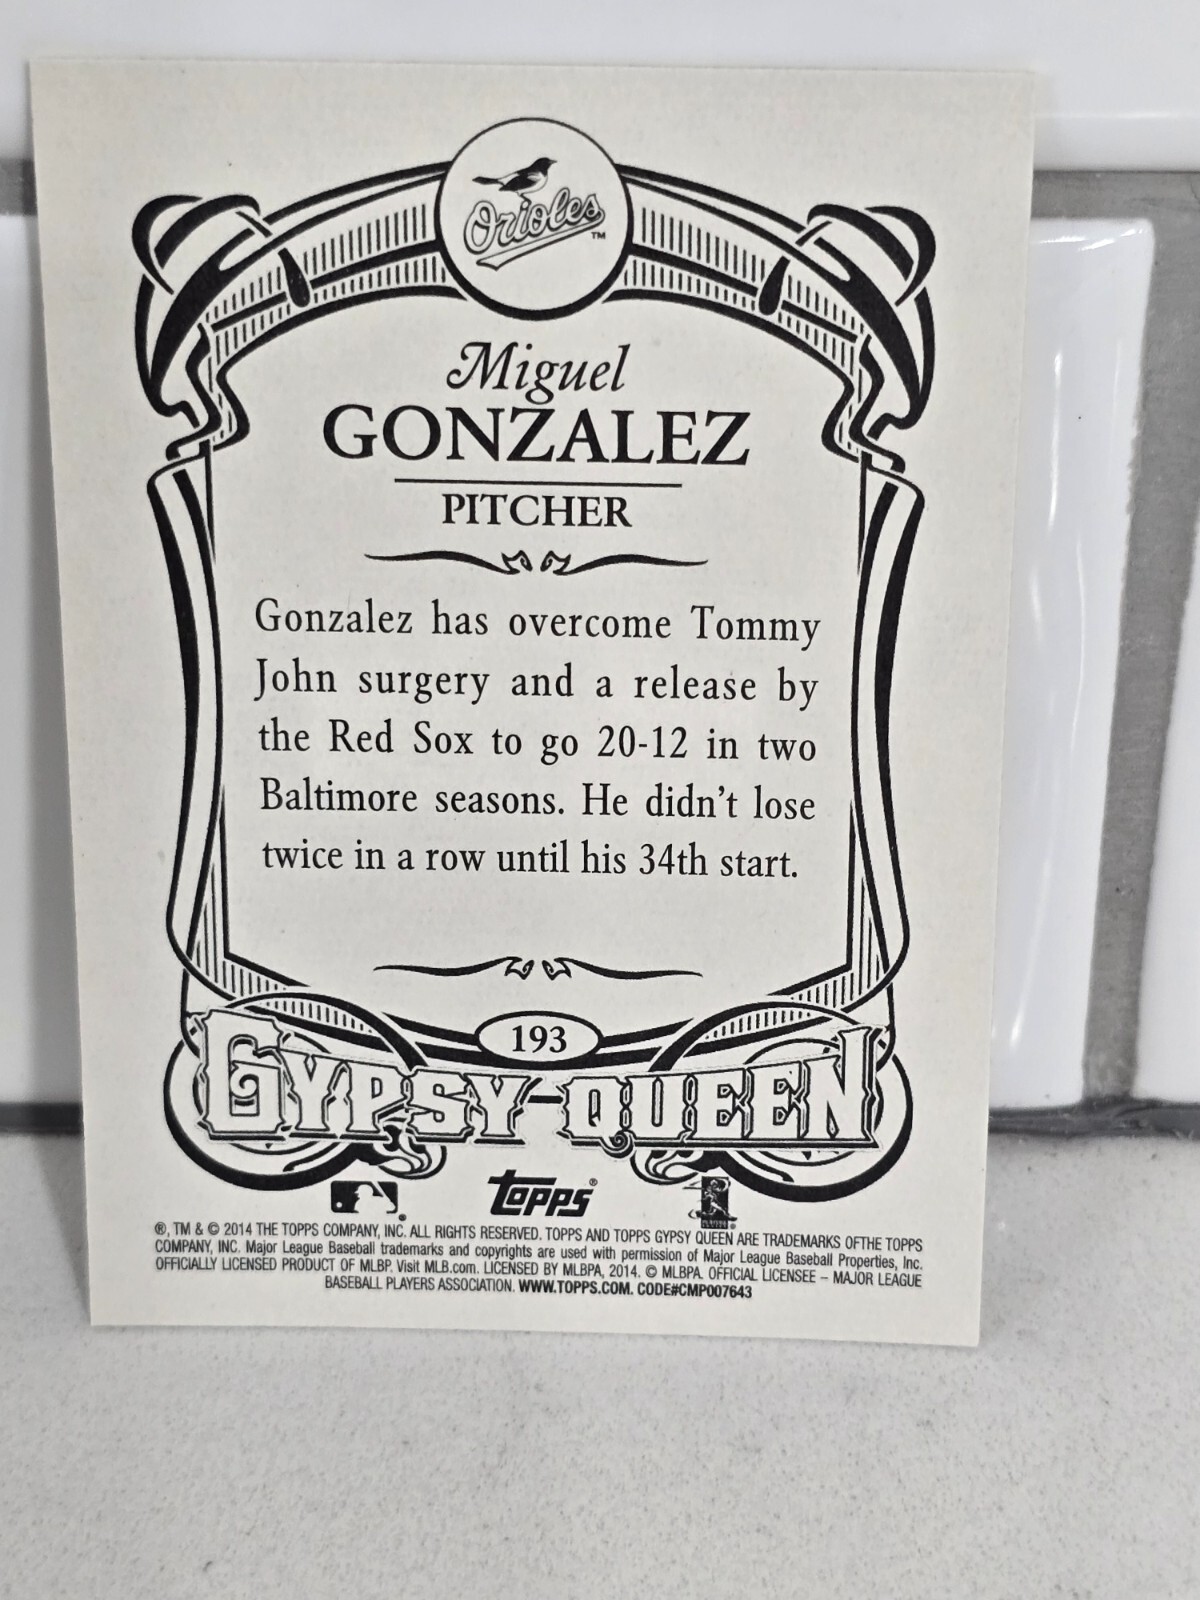 Orioles™
Miguel
GONZALEZ
PITCHER
Gonzalez has overcome Tommy
John surgery and a release by
the Red Sox to go 20-12 in two
Baltimore seasons. He didn't lose
twice in a row until his 34th start.
193
GYPSY-QUEEN
topps®
®, TM & © 2014 THE TOPPS COMPANY, INC. ALL RIGHTS RESERVED. TOPPS AND TOPPS GYPSY QUEEN ARE TRADEMARKS OFTHE TOPPS
COMPANY, INC. Major League Baseball trademarks and copyrights are used with permission of Major League Baseball Properties, Inc.
OFFICIALLY LICENSED PRODUCT OF MLBP. Visit MLB.com. LICENSED BY MLBPA, 2014. © MLBPA. OFFICIAL LICENSEE – MAJOR LEAGUE
BASEBALL PLAYERS ASSOCIATION. WWW.TOPPS.COM. CODE#CMP007643